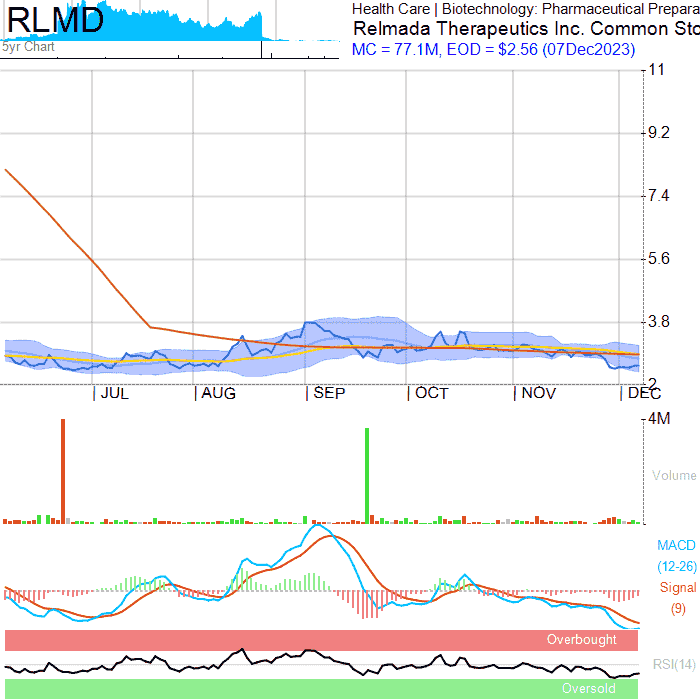 RLMD
5yr Chart
Health Care | Biotechnology: Pharmaceutical Prepara
Relmada Therapeutics Inc. Common Sto
MC = 77.1M, EOD = $2.56 (07Dec2023)
11
9.2
7.4
5.6
3.8
2
JUL AUG SEP OCT NOV DEC
4M
Volume
MACD
(12-26)
Signal
(9)
Overbought
RSI(14)
Oversold